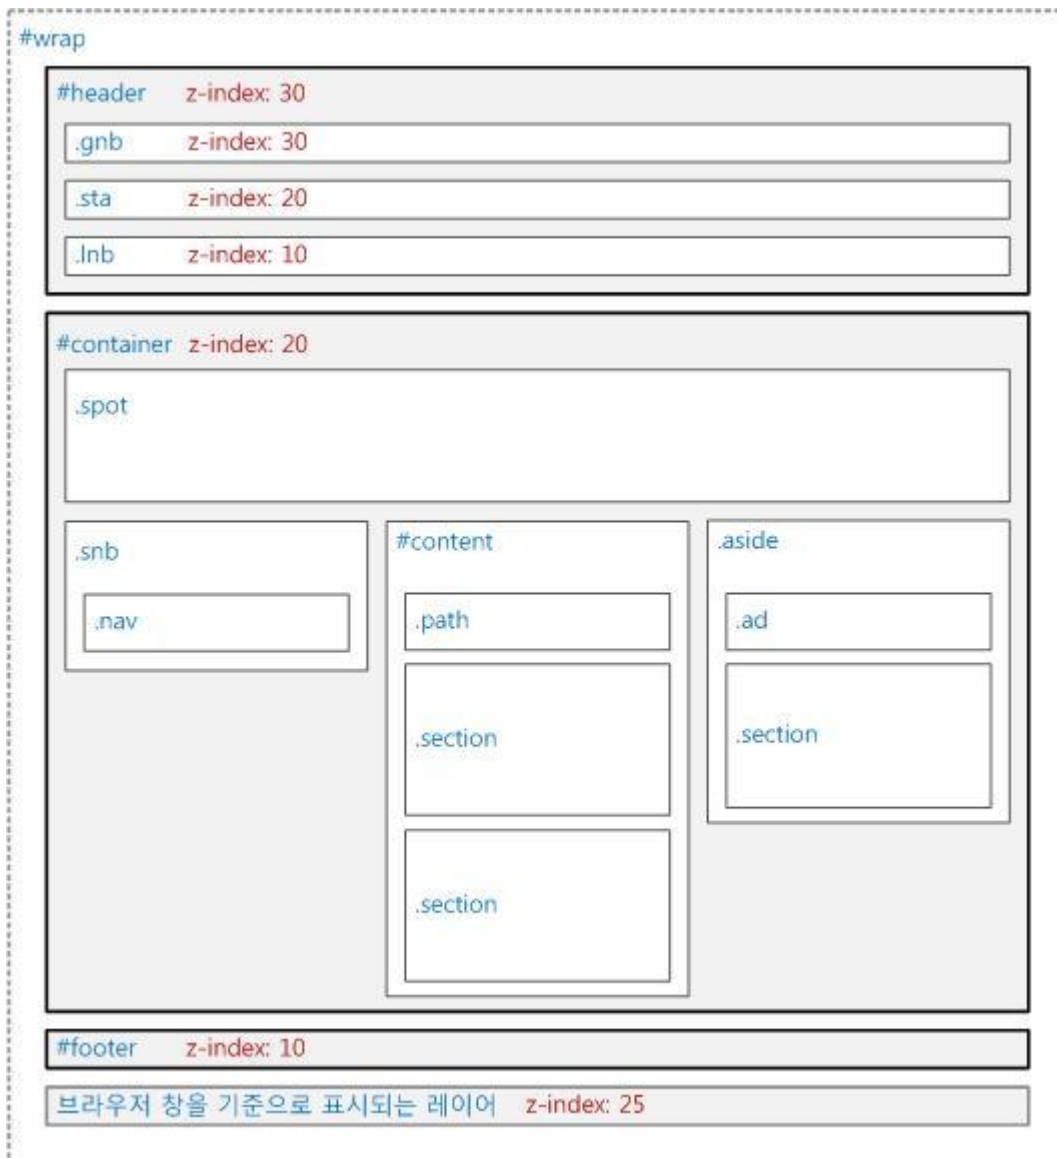 #wrap
#header z-index: 30
.gnb z-index: 30
.sta z-index: 20
.lnb z-index: 10
#container z-index: 20
.spot
.snb
.nav
#content
.path
.section
.section
.aside
.ad
.section
#footer z-index: 10
브라우저 창을 기준으로 표시되는 레이어 z-index: 25